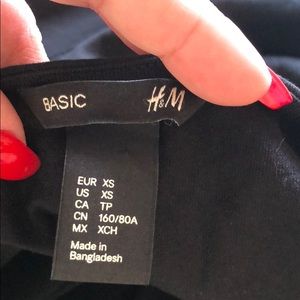 BASIC H&M
EUR XS
US XS
CA TP
CN 160/80A
MX XCH
Made in
Bangladesh